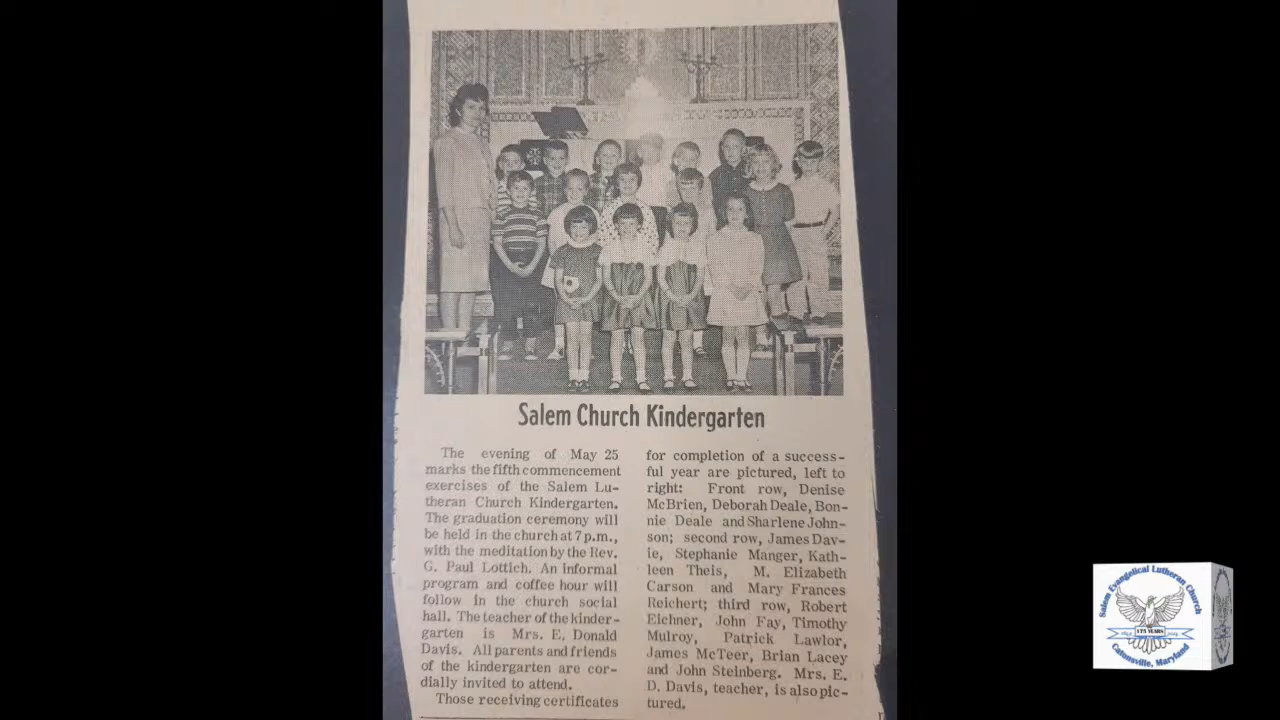 Salem Church Kindergarten
The evening of May 25
marks the fifth commencement
exercises of the Salem Lu-
theran Church Kindergarten.
The graduation ceremony will
be held in the church at 7 p.m.,
with the meditation by the Rev.
G. Paul Lottich. An informal
program and coffee hour will
follow in the church social
hall. The teacher of the kinder-
garten is Mrs. E. Donald
Davis. All parents and friends
of the kindergarten are cor-
dially invited to attend.
Those receiving certificates
for completion of a success-
ful year are pictured, left to
right: Front row, Denise
McBrien, Deborah Deale, Bon-
nie Deale and Sharlene John-
son; second row, James Dav-
ie, Stephanie Manger, Kath-
leen Theis, M. Elizabeth
Carson and Mary Frances
Reichert; third row, Robert
Eichner, John Fay, Timothy
Mulroy, Patrick Lawlor,
James McTeer, Brian Lacey
and John Steinberg. Mrs. E.
D. Davis, teacher, is also pic-
tured.
Salem Evangelical Lutheran Church
175 YEARS
Catonsville, Maryland